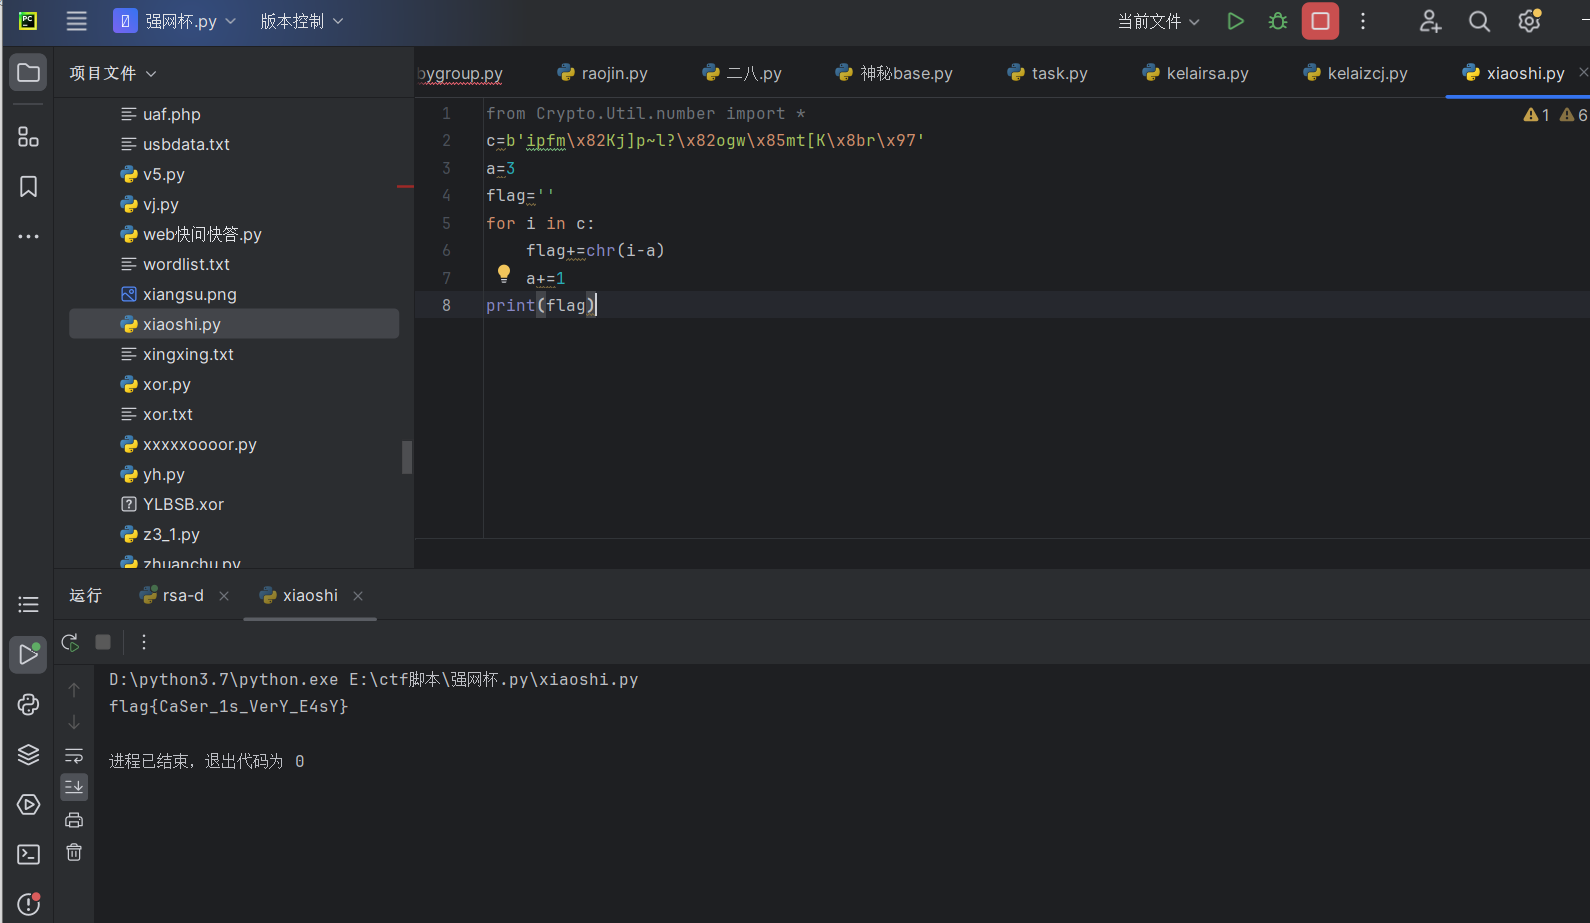 PC
强网杯.py
版本控制
当前文件
项目文件
uaf.php
usbdata.txt
v5.py
vj.py
web快问快答.py
wordlist.txt
xiangsu.png
xiaoshi.py
xingxing.txt
xor.py
xor.txt
xxxxxoooor.py
yh.py
YLBSB.xor
z3_1.py
zhuanchu.py
bygroup.py
raojin.py
二八.py
神秘base.py
task.py
kelairsa.py
kelaizcj.py
xiaoshi.py
1 6
1 from Crypto.Util.number import *
2 c=b'ipfm\x82Kj]p~l?\x82ogw\x85mt[K\x8br\x97'
3 a=3
4 flag=''
5 for i in c:
6 flag+=chr(i-a)
7 a+=1
8 print(flag)
运行
rsa-d
xiaoshi
D:\python3.7\python.exe E:\ctf脚本\强网杯.py\xiaoshi.py
flag{CaSer_1s_VerY_E4sY}
进程已结束，退出代码为 0